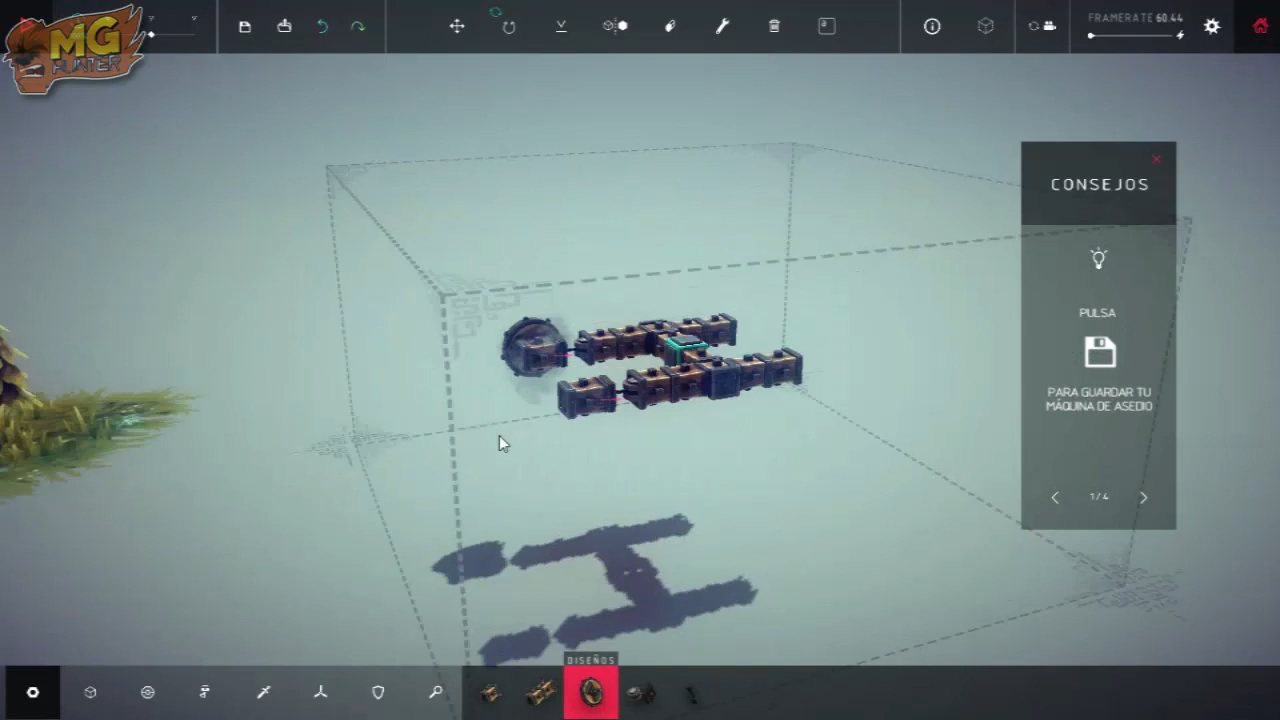 MG
HUNTER
FRAMERATE 60.44
CONSEJOS
PULSA
PARA GUARDAR TU
MÁQUINA DE ASEDIO
1/4
DISEÑOS